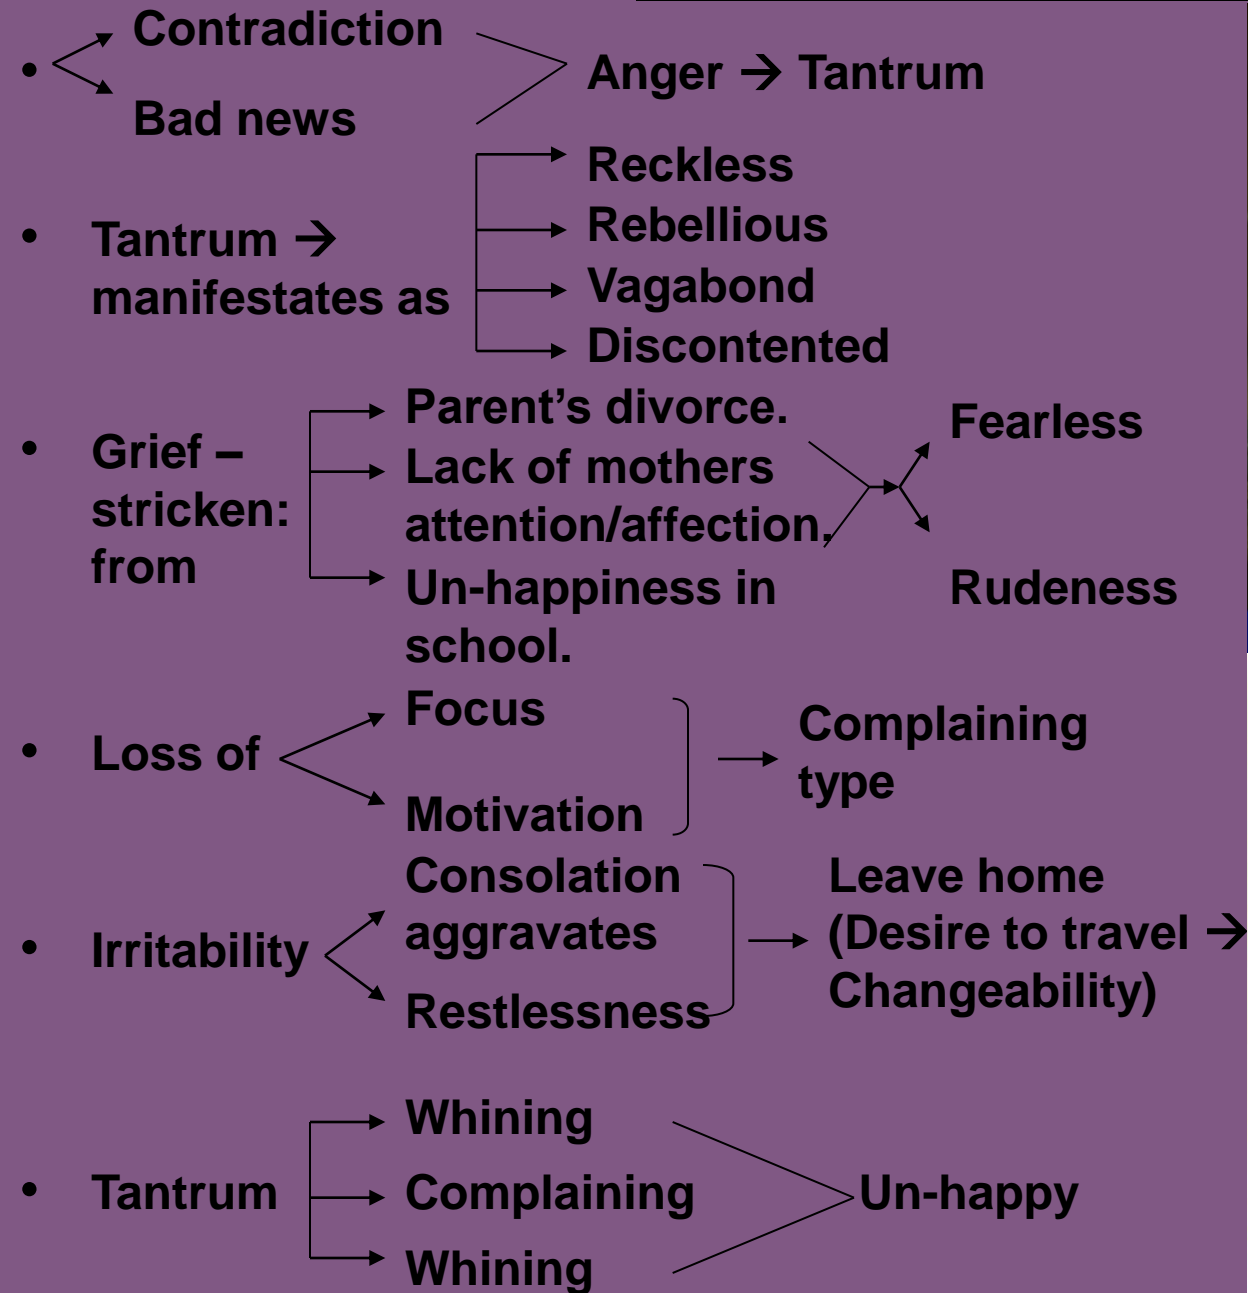 • Contradiction
Bad news
Anger → Tantrum
• Tantrum →
manifestates as
Reckless
Rebellious
Vagabond
Discontented
• Grief –
stricken:
from
Parent’s divorce.
Lack of mothers
attention/affection.
Un-happiness in
school.
Fearless
Rudeness
• Loss of
Focus
Motivation
Complaining
type
• Irritability
Consolation
aggravates
Restlessness
Leave home
(Desire to travel →
Changeability)
• Tantrum
Whining
Complaining
Whining
Un-happy